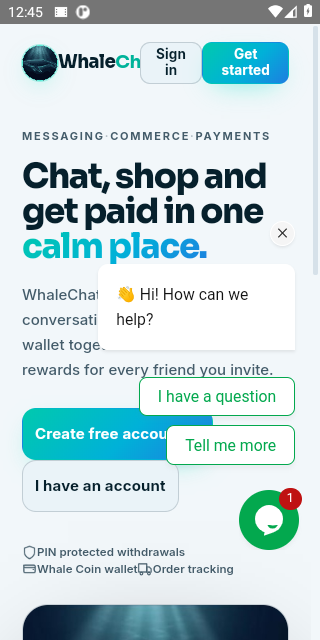 12:45
WhaleCh
Sign in
Get started
MESSAGING·COMMERCE·PAYMENTS
Chat, shop and
get paid in one
calm place.
WhaleChat
conversati
wallet toge
rewards for every friend you invite.
👋 Hi! How can we
help?
I have a question
Tell me more
Create free accou
I have an account
1
PIN protected withdrawals
Whale Coin wallet
Order tracking